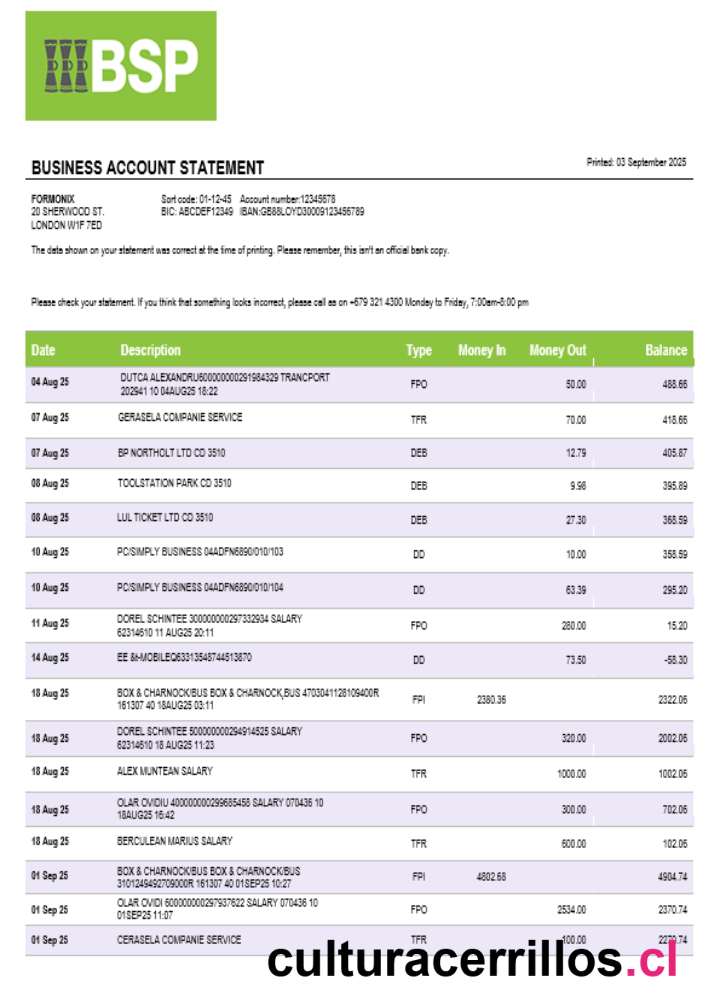 BSP
BUSINESS ACCOUNT STATEMENT
Printed: 03 September 2025
FORMONIX Sort code: 01-12-45 Account number:12345678
20 SHERWOOD ST. BIC: ABCDEF12349 IBAN:GB88LOYD30009123456789
LONDON W1F 7ED
The data shown on your statement was correct at the time of printing. Please remember, this isn't an official bank copy.
Please check your statement. If you think that something looks incorrect, please call as on +679 321 4300 Monday to Friday, 7:00am-8:00 pm
Date Description Type Money In Money Out Balance
04 Aug 25 DUTCA ALEXANDRU600000000291984329 TRANCPORT FPO 50.00 488.66
202941 10 04AUG25 18:22
07 Aug 25 GERASELA COMPANIE SERVICE TFR 70.00 418.66
07 Aug 25 BP NORTHOLT LTD CD 3510 DEB 12.79 405.87
08 Aug 25 TOOLSTATION PARK CD 3510 DEB 9.98 395.89
08 Aug 25 LUL TICKET LTD CD 3510 DEB 27.30 368.59
10 Aug 25 PC/SIMPLY BUSINESS 04ADFN6890/010/103 DD 10.00 358.59
10 Aug 25 PC/SIMPLY BUSINESS 04ADFN6890/010/104 DD 63.39 295.20
11 Aug 25 DOREL SCHINTEE 300000000297332934 SALARY FPO 280.00 15.20
62314610 11 AUG25 20:11
14 Aug 25 EE &t-MOBILEQ63313548744513870 DD 73.50 -58.30
18 Aug 25 BOX & CHARNOCK/BUS BOX & CHARNOCK,BUS 4703041128109400R FPI 2380.36 2322.06
161307 40 18AUG25 03:11
18 Aug 25 DOREL SCHINTEE 500000000294914525 SALARY FPO 320.00 2002.06
62314610 18 AUG25 11:23
18 Aug 25 ALEX MUNTEAN SALARY TFR 1000.00 1002.06
18 Aug 25 OLAR OVIDIU 400000000299685458 SALARY 070436 10 FPO 300.00 702.06
18AUG25 16:42
18 Aug 25 BERCULEAN MARIUS SALARY TFR 600.00 102.06
01 Sep 25 BOX & CHARNOCK/BUS BOX & CHARNOCK/BUS FPI 4802.68 4904.74
3101249492709000R 161307 40 01SEP25 10:27
01 Sep 25 OLAR OVIDI 600000000297937622 SALARY 070436 10 FPO 2534.00 2370.74
01SEP25 11:07
01 Sep 25 CERASELA COMPANIE SERVICE TFR 100.00 2270.74
culturacerrillos.cl